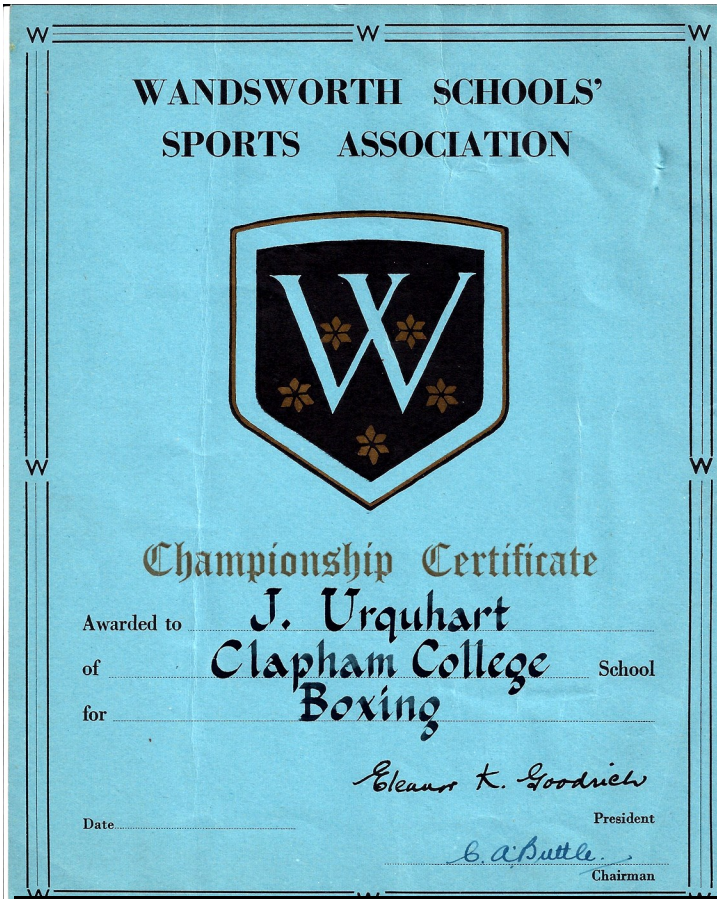 W W W
WANDSWORTH SCHOOLS'
SPORTS ASSOCIATION
W
W W
Championship Certificate
Awarded to J. Urquhart
of Clapham College School
for Boxing
Eleanor K. Goodrich
Date President
C. A. Buttle.
Chairman
W W W